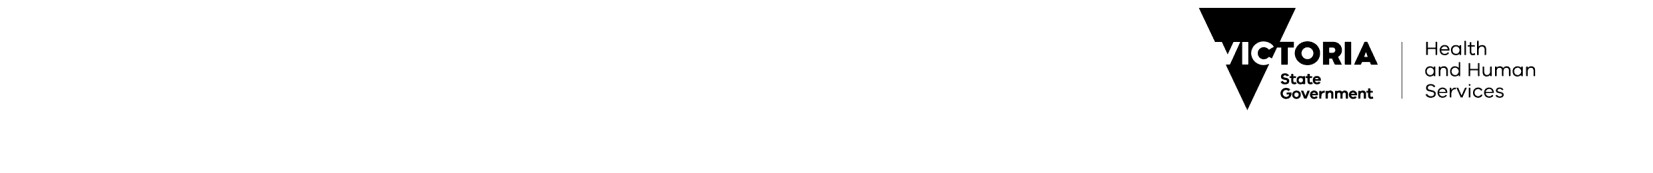 VICTORIA
State
Government
Health
and Human
Services